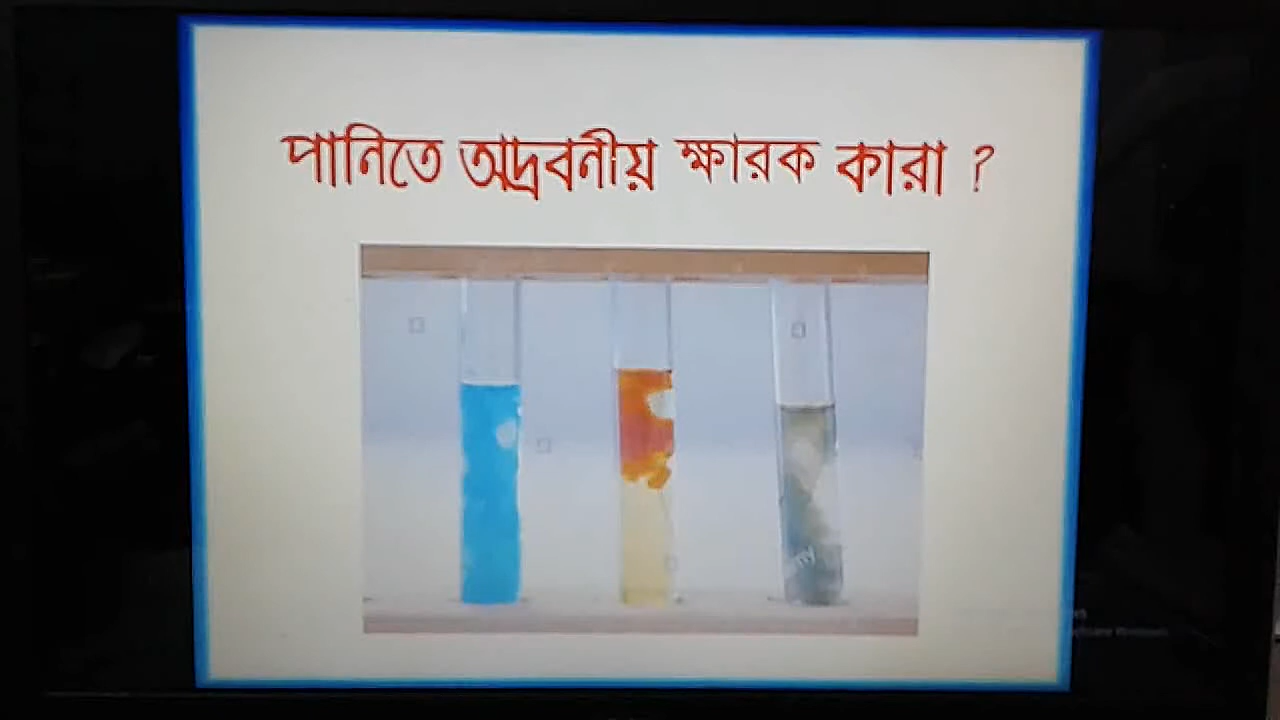 পানিতে অদ্রবনীয় ক্ষারক কারা ?